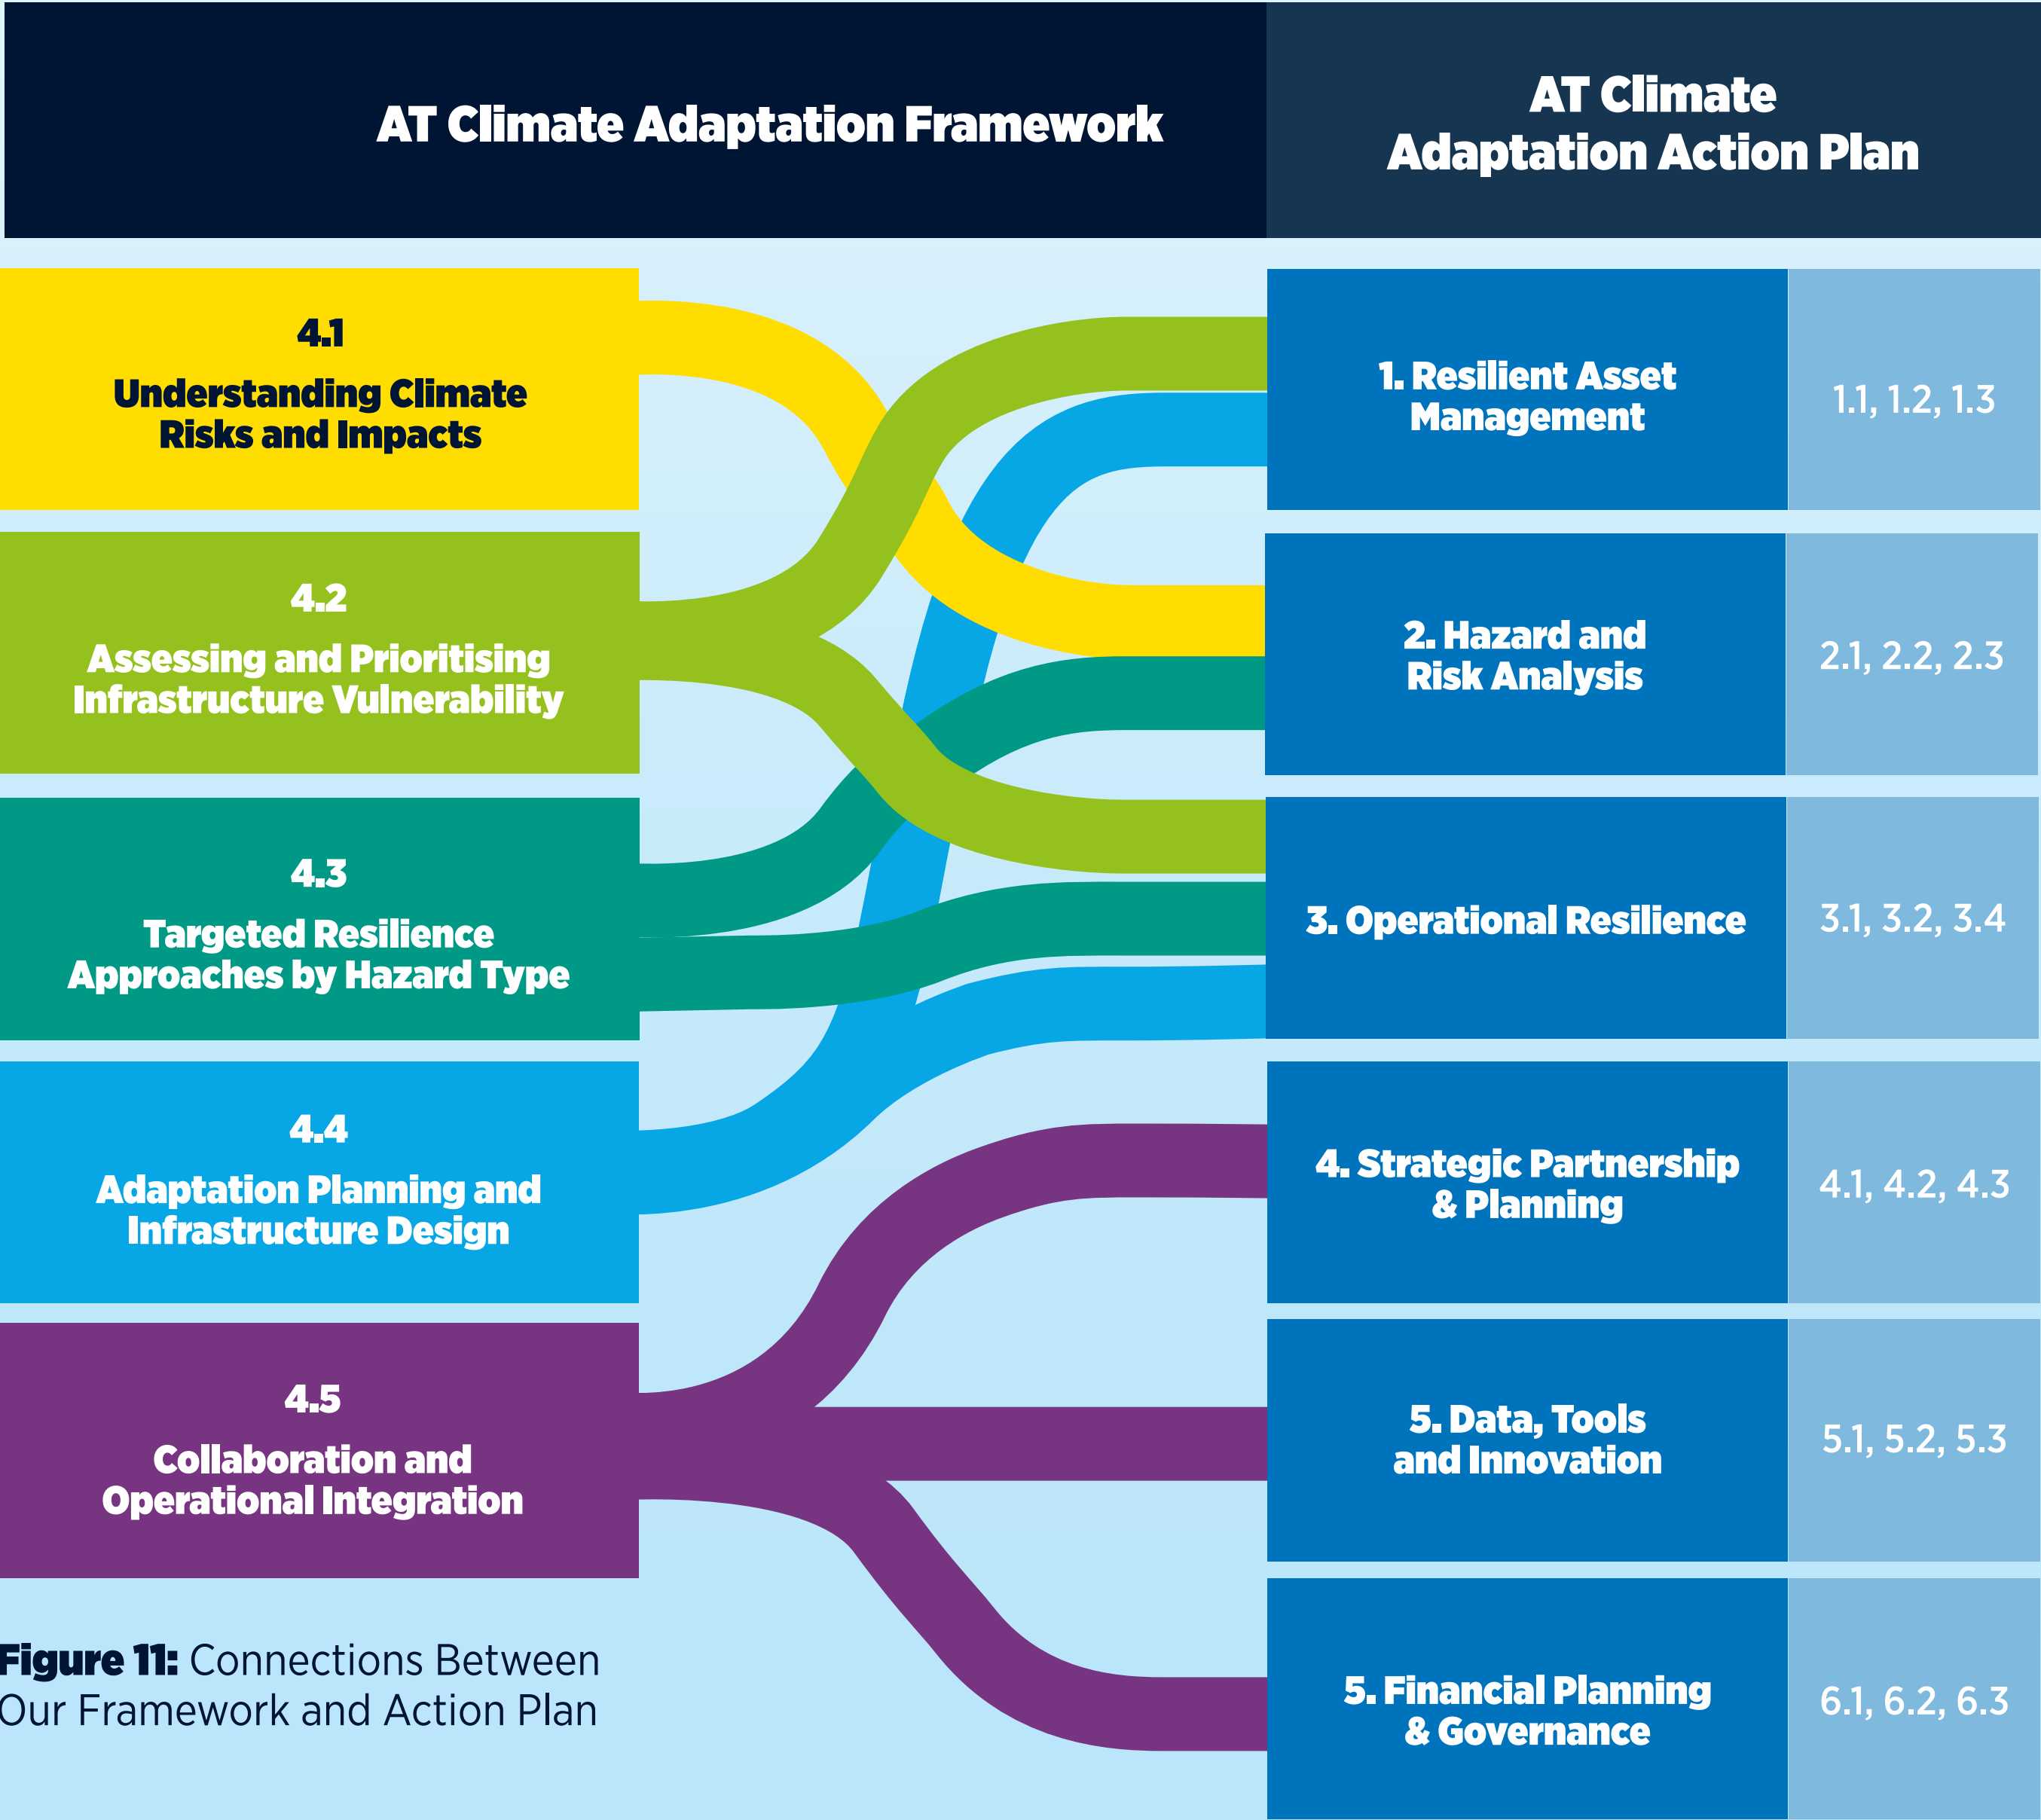 AT Climate Adaptation Framework
AT Climate
Adaptation Action Plan
4.1
Understanding Climate
Risks and Impacts
4.2
Assessing and Prioritising
Infrastructure Vulnerability
4.3
Targeted Resilience
Approaches by Hazard Type
4.4
Adaptation Planning and
Infrastructure Design
4.5
Collaboration and
Operational Integration
1. Resilient Asset
Management
1.1, 1.2, 1.3
2. Hazard and
Risk Analysis
2.1, 2.2, 2.3
3. Operational Resilience
3.1, 3.2, 3.4
4. Strategic Partnership
& Planning
4.1, 4.2, 4.3
5. Data, Tools
and Innovation
5.1, 5.2, 5.3
5. Financial Planning
& Governance
6.1, 6.2, 6.3
Figure 11: Connections Between
Our Framework and Action Plan